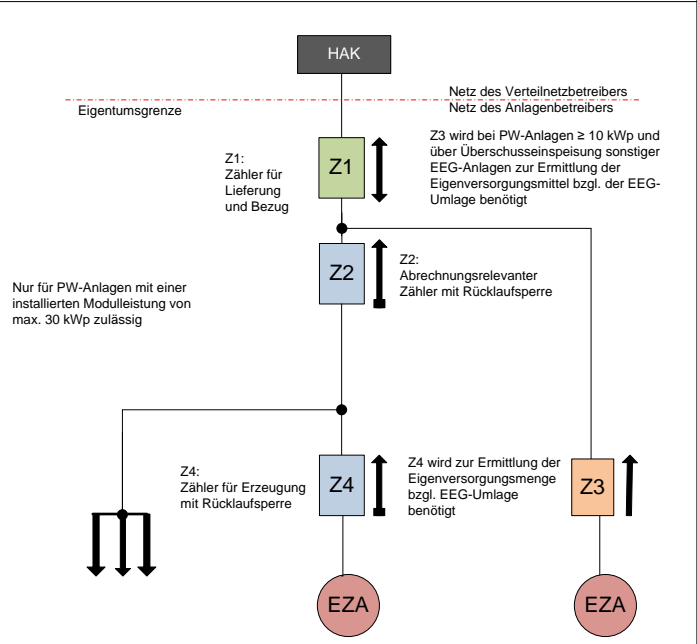 HAK
Netz des Verteilnetzbetreibers
Eigentumsgrenze
Netz des Anlagenbetreibers
Z1:
Zähler für
Lieferung
und Bezug
Z1
Z3 wird bei PW-Anlagen ≥ 10 kWp und
über Überschusseinspeisung sonstiger
EEG-Anlagen zur Ermittlung der
Eigenversorgungsmittel bzgl. der EEG-
Umlage benötigt
Nur für PW-Anlagen mit einer
installierten Modulleistung von
max. 30 kWp zulässig
Z2
Z2:
Abrechnungsrelevanter
Zähler mit Rücklaufsperre
Z4:
Zähler für Erzeugung
mit Rücklaufsperre
Z4
Z4 wird zur Ermittlung der
Eigenversorgungsmenge
bzgl. EEG-Umlage
benötigt
Z3
EZA
EZA